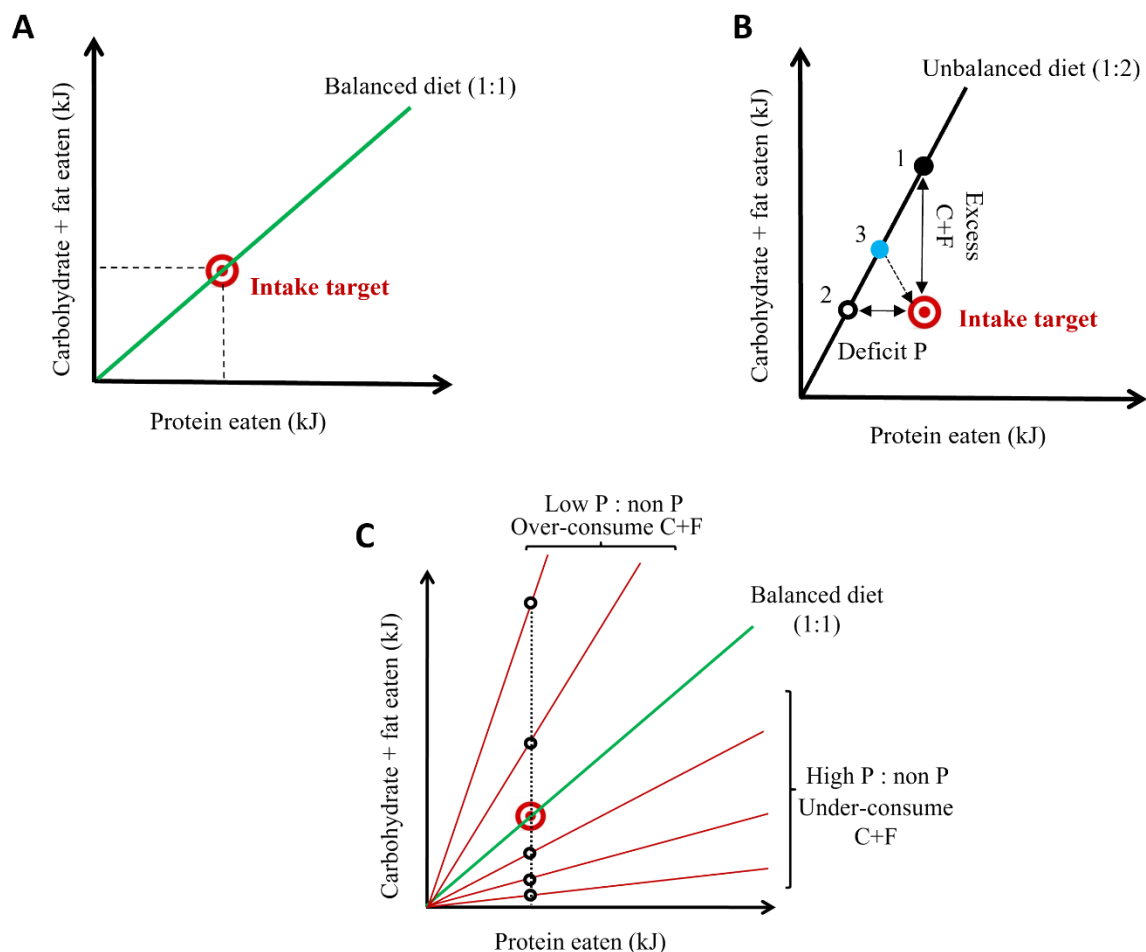 A
Carbohydrate + fat eaten (kJ)
Balanced diet (1:1)
Intake target
Protein eaten (kJ)
B
Carbohydrate + fat eaten (kJ)
Unbalanced diet (1:2)
1
Excess
C+F
3
2
Intake target
Deficit P
Protein eaten (kJ)
C
Low P : non P
Over-consume C+F
Carbohydrate + fat eaten (kJ)
Balanced diet
(1:1)
High P : non P
Under-consume
C+F
Protein eaten (kJ)